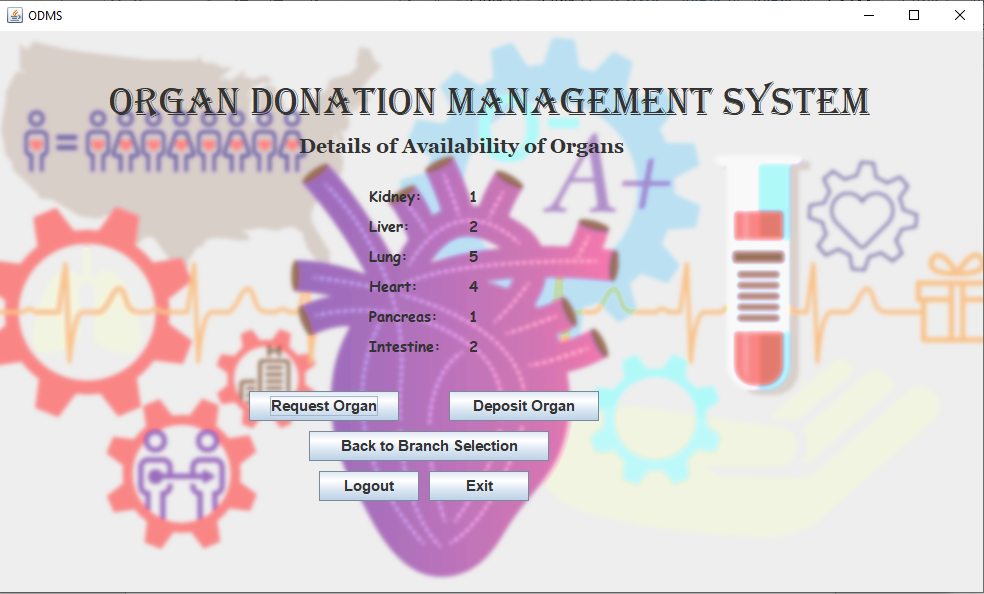 ODMS
ORGAN DONATION MANAGEMENT SYSTEM
Details of Availability of Organs
A+
Kidney: 1
Liver: 2
Lung: 5
Heart: 4
Pancreas: 1
Intestine: 2
Request Organ Deposit Organ
Back to Branch Selection
Logout Exit